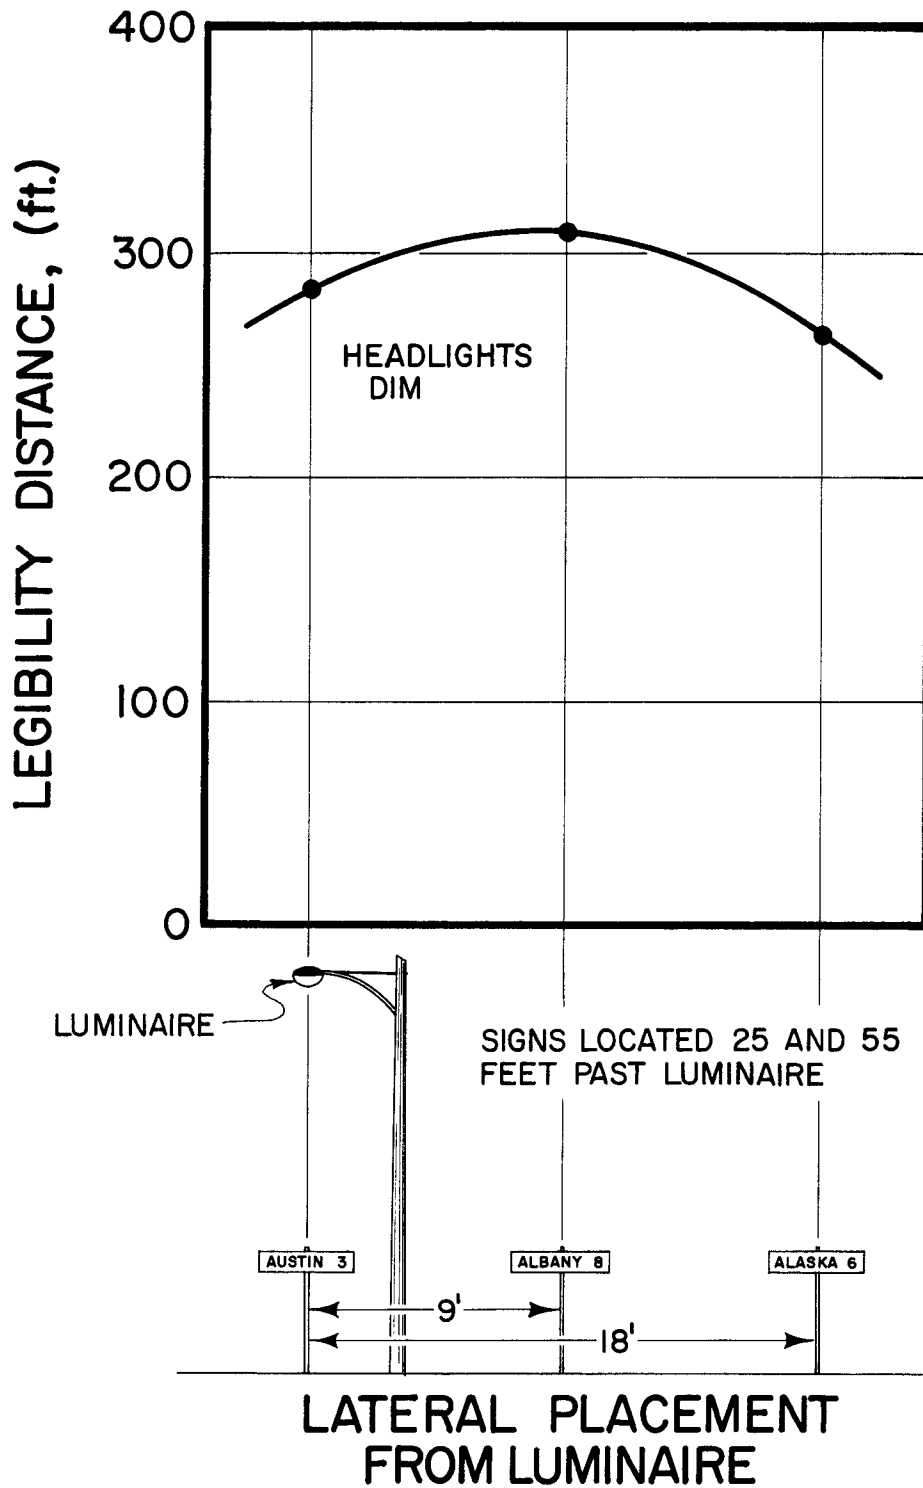 400
300
200
100
0
LEGIBILITY DISTANCE, (ft.)
HEADLIGHTS
DIM
LUMINAIRE
SIGNS LOCATED 25 AND 55
FEET PAST LUMINAIRE
AUSTIN 3
ALBANY 8
ALASKA 6
9'
18'
LATERAL PLACEMENT
FROM LUMINAIRE